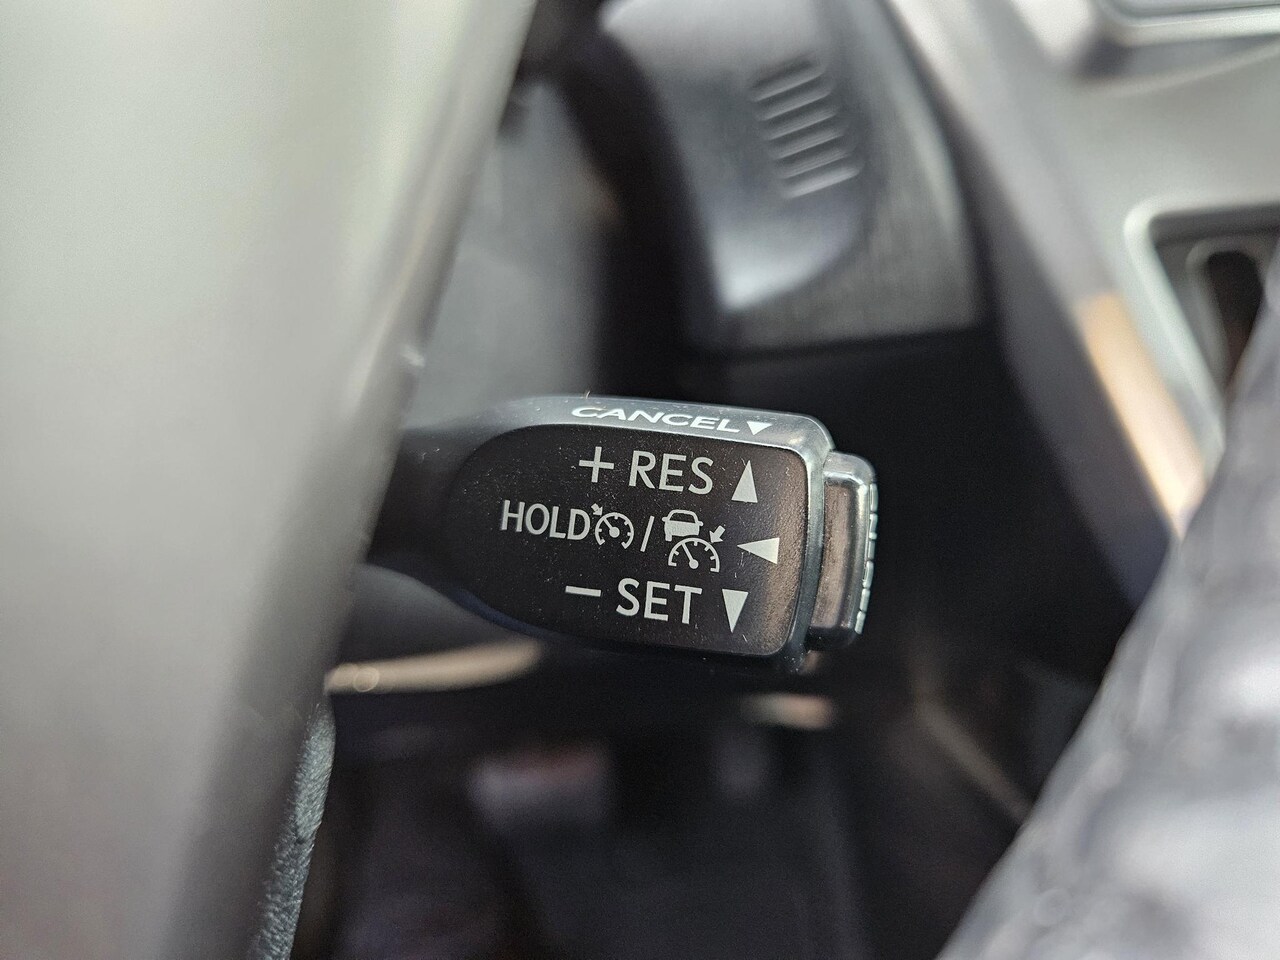 CANCEL▼
+ RES ▲
HOLD / ◀
− SET ▼